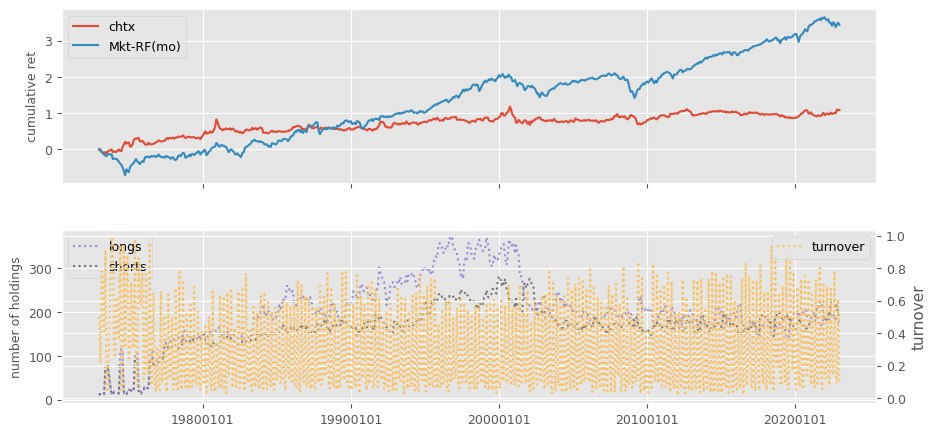 chtx
Mkt-RF(mo)
cumulative ret
3
2
1
0
longs
shorts
turnover
number of holdings
300
200
100
0
1.0
0.8
0.6
0.4
0.2
0.0
turnover
19800101
19900101
20000101
20100101
20200101